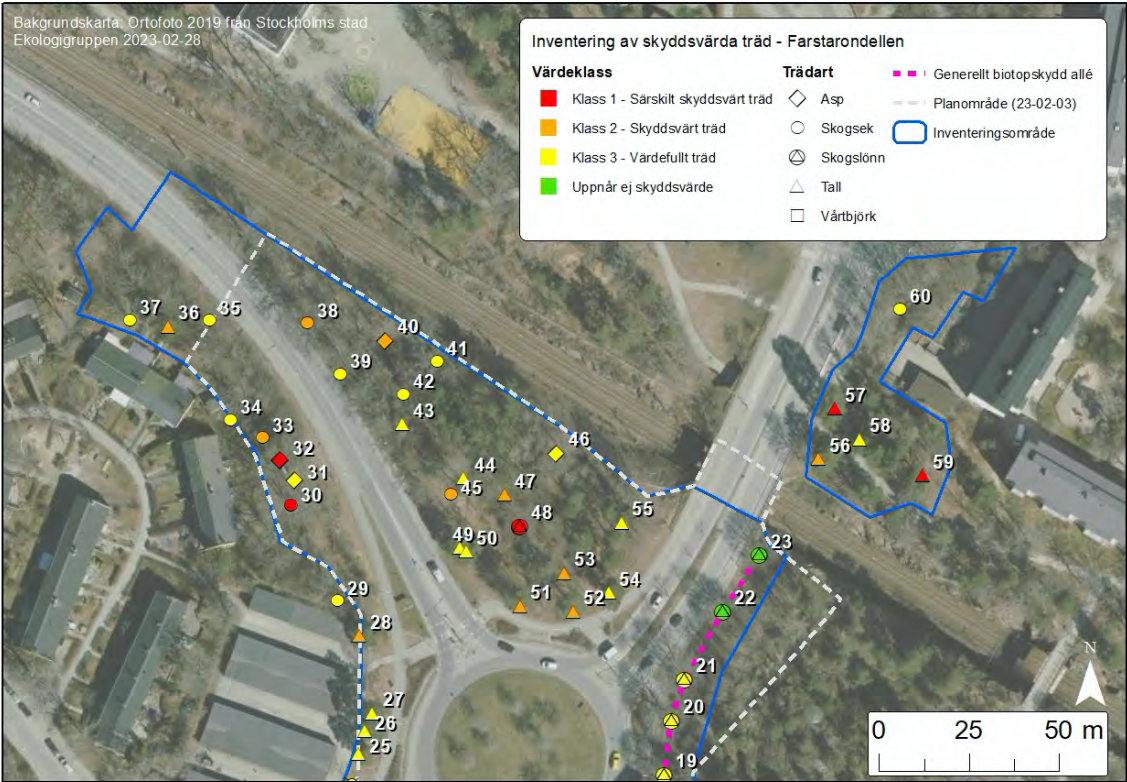 Bakgrundskarta: Ortofoto 2019 från Stockholms stad
Ekologigruppen 2023-02-28
Inventering av skyddsvärda träd - Farstarondellen
Värdeklass
Klass 1 - Särskilt skyddsvärt träd
Klass 2 - Skyddsvärt träd
Klass 3 - Värdefullt träd
Uppnår ej skyddsvärde
Trädart
Asp
Skogsek
Skogslönn
Tall
Vårtbjörk
Generellt biotopskydd allé
Planområde (23-02-03)
Inventeringsområde
37
36
35
38
40
41
39
42
43
34
33
32
31
30
46
44
45
47
48
55
49
50
53
54
51
52
29
28
27
26
25
60
57
58
56
59
23
22
21
20
19
N
0 25 50 m